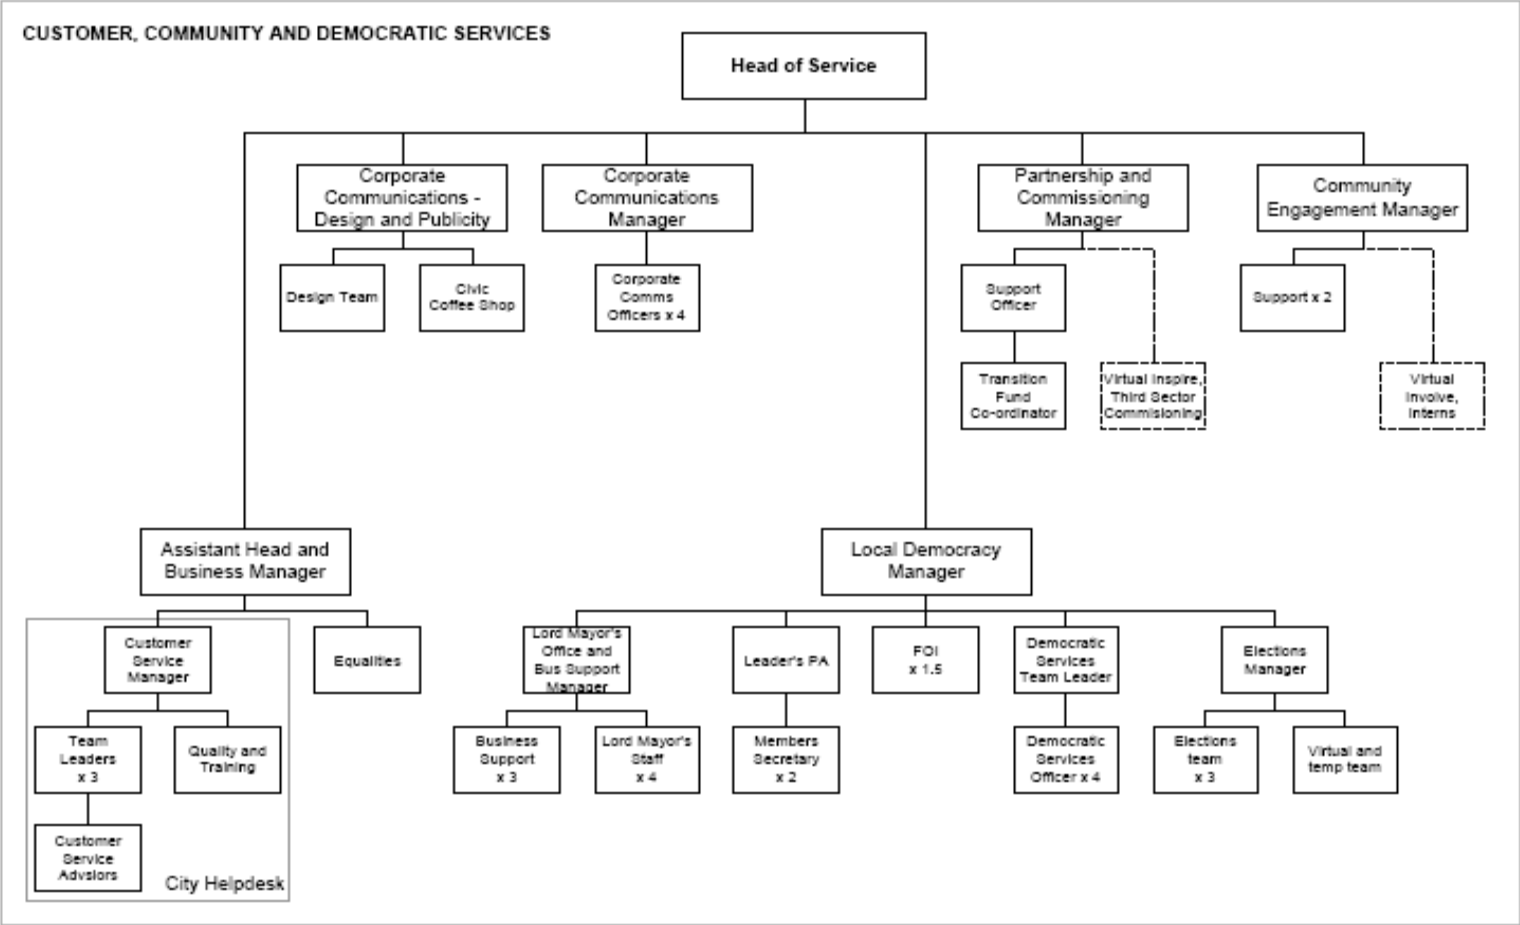 CUSTOMER, COMMUNITY AND DEMOCRATIC SERVICES
Head of Service
Corporate
Communications -
Design and Publicity
Corporate
Communications
Manager
Partnership and
Commissioning
Manager
Community
Engagement Manager
Design Team
Civic
Coffee Shop
Corporate
Comms
Officers x 4
Support
Officer
Support x 2
Transition
Fund
Co-ordinator
Virtual Inspire,
Third Sector
Commisioning
Virtual
Involve,
Interns
Assistant Head and
Business Manager
Local Democracy
Manager
Customer
Service
Manager
Equalities
Lord Mayor's
Office and
Bus Support
Manager
Leader's PA
FOI
x 1.5
Democratic
Services
Team Leader
Elections
Manager
Team
Leaders
x 3
Quality and
Training
Business
Support
x 3
Lord Mayor's
Staff
x 4
Members
Secretary
x 2
Democratic
Services
Officer x 4
Elections
team
x 3
Virtual and
temp team
Customer
Service
Advsiors
City Helpdesk